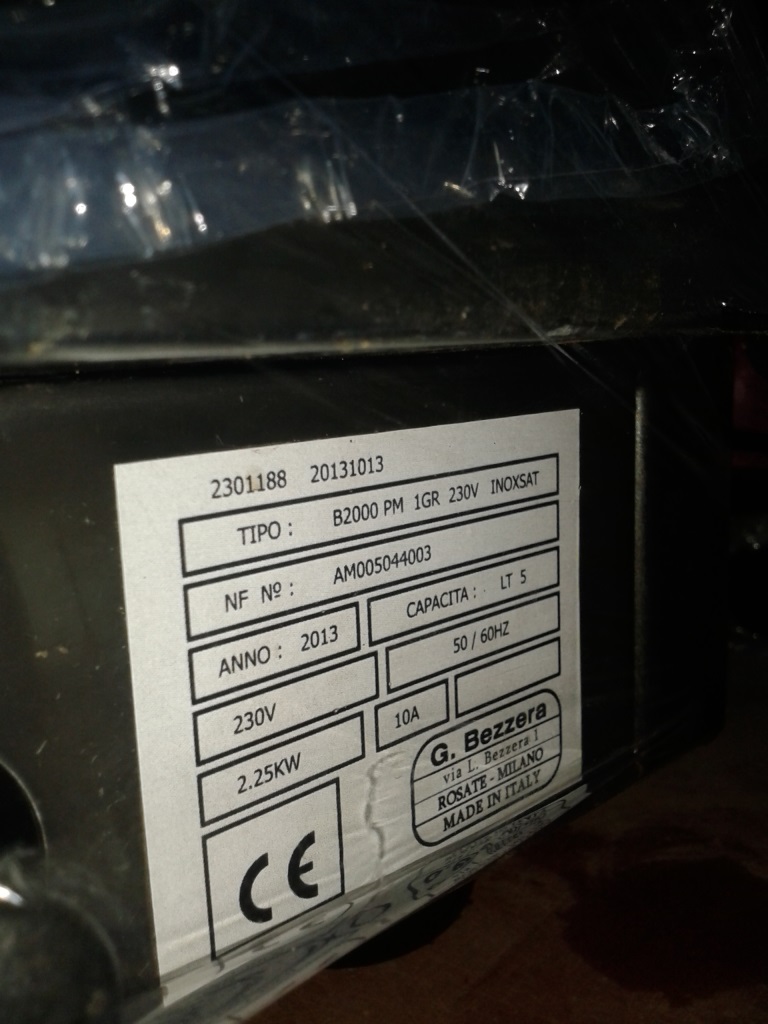 2301188 20131013
TIPO : B2000 PM 1GR 230V INOXSAT
NF Nº : AM005044003
ANNO : 2013 CAPACITA : LT 5
230V 50 / 60HZ
2.25KW 10A
CE
G. Bezzera
via L. Bezzera 1
ROSATE - MILANO
MADE IN ITALY